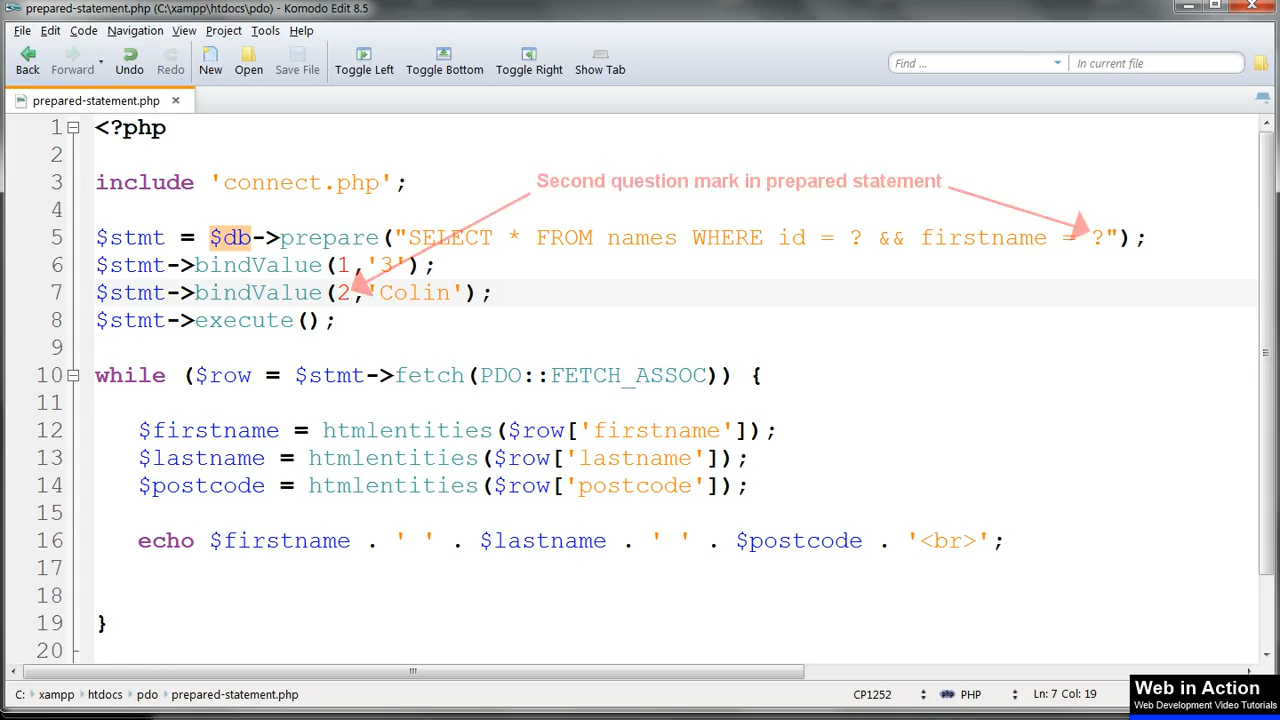 prepared-statement.php (C:\xampp\htdocs\pdo) - Komodo Edit 8.5
File Edit Code Navigation View Project Tools Help
Back Forward Undo Redo New Open Save File Toggle Left Toggle Bottom Toggle Right Show Tab Find ... In current file
prepared-statement.php
1 <?php
2
3 include 'connect.php';
Second question mark in prepared statement
4
5 $stmt = $db->prepare("SELECT * FROM names WHERE id = ? && firstname = ?");
6 $stmt->bindValue(1,'3');
7 $stmt->bindValue(2,'Colin');
8 $stmt->execute();
9
10 while ($row = $stmt->fetch(PDO::FETCH_ASSOC)) {
11
12 $firstname = htmlentities($row['firstname']);
13 $lastname = htmlentities($row['lastname']);
14 $postcode = htmlentities($row['postcode']);
15
16 echo $firstname . ' ' . $lastname . ' ' . $postcode . '<br>';
17
18
19 }
20
C: xampp htdocs pdo prepared-statement.php CP1252 PHP Ln: 7 Col: 19
Web in Action
Web Development Video Tutorials